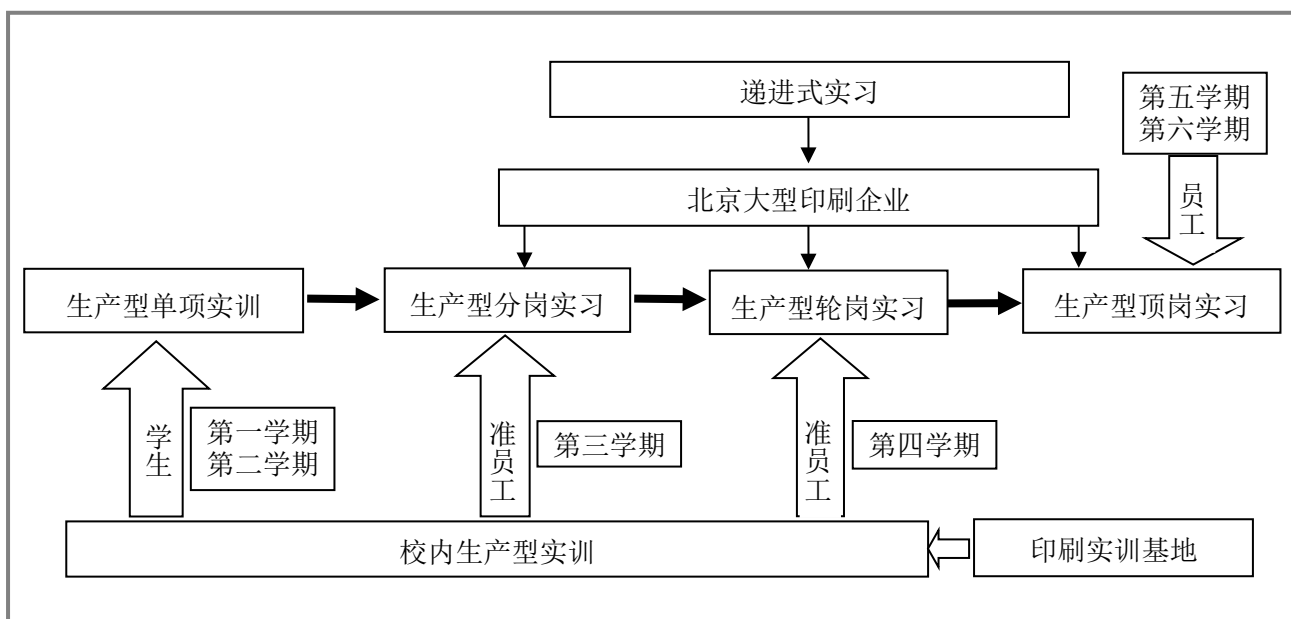 递进式实习
第五学期
第六学期
北京大型印刷企业
员工
生产型单项实训
生产型分岗实习
生产型轮岗实习
生产型顶岗实习
学生
第一学期
第二学期
准员工
第三学期
准员工
第四学期
校内生产型实训
印刷实训基地